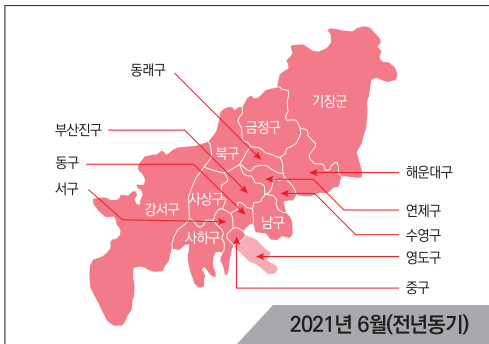 동래구
기장군
금정구
부산진구
북구
동구
해운대구
서구
사상구
강서구
연제구
남구
수영구
사하구
영도구
중구
2021년 6월(전년동기)